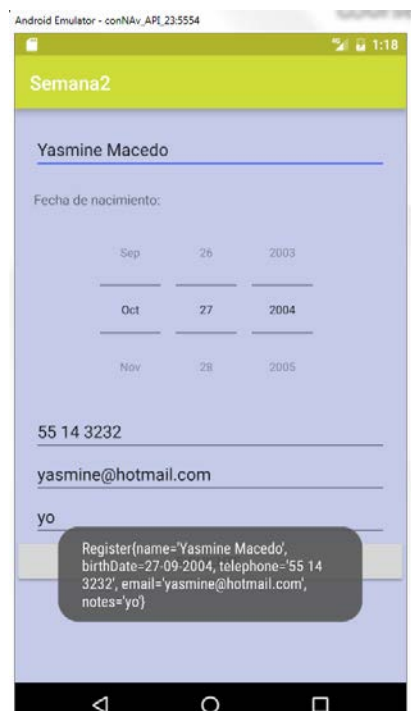 Android Emulator - conNAv_API_23:5554
1:18
Semana2
Yasmine Macedo
Fecha de nacimiento:
Sep 26 2003
Oct 27 2004
Nov 28 2005
55 14 3232
yasmine@hotmail.com
yo
Register{name='Yasmine Macedo',
birthDate=27-09-2004, telephone='55 14
3232', email='yasmine@hotmail.com',
notes='yo'}